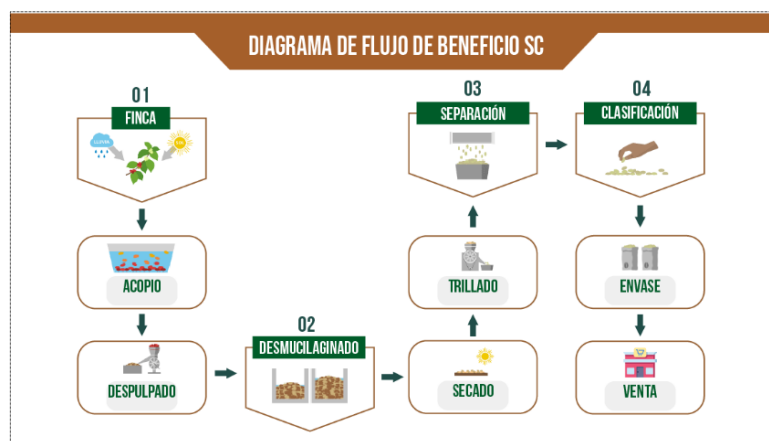 DIAGRAMA DE FLUJO DE BENEFICIO SC
01
FINCA
LLUVIA
ACOPIO
DESPULPADO
02
DESMUCILAGINADO
SECADO
TRILLADO
03
SEPARACIÓN
04
CLASIFICACIÓN
ENVASE
VENTA